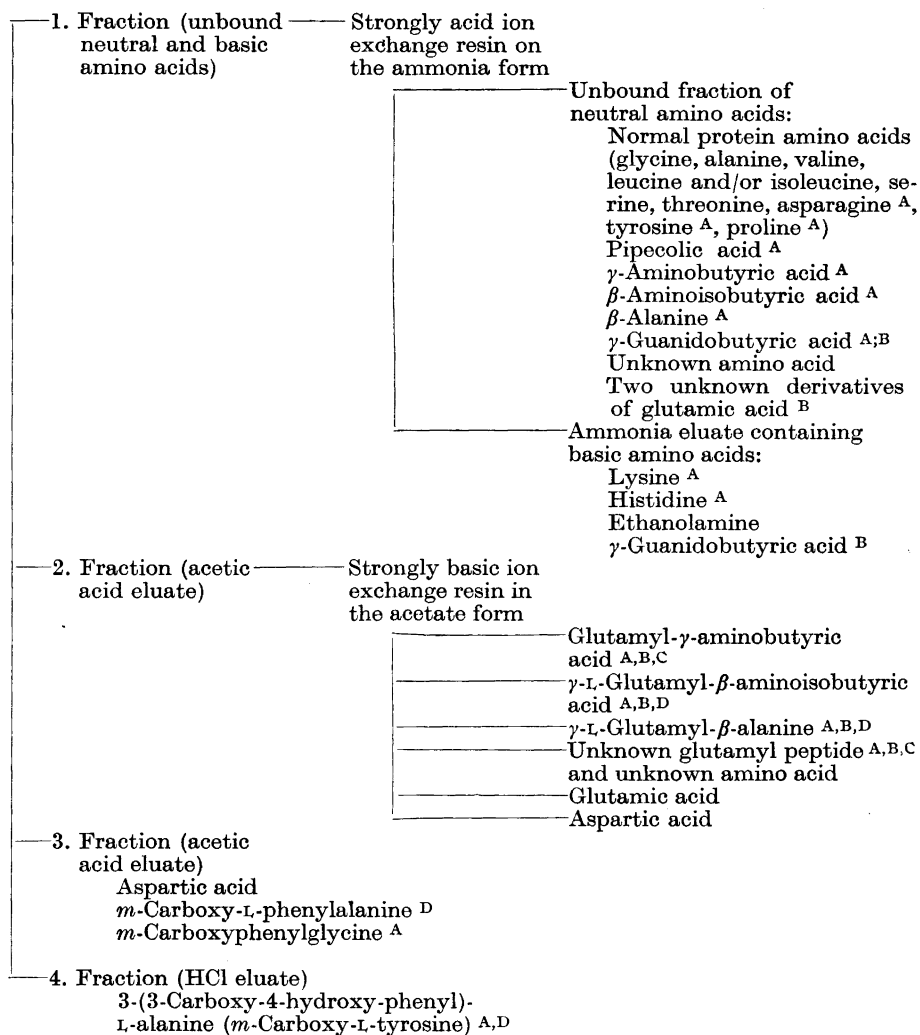 1. Fraction (unbound neutral and basic amino acids)
Strongly acid ion exchange resin on the ammonia form
Unbound fraction of
neutral amino acids:
Normal protein amino acids
(glycine, alanine, valine,
leucine and/or isoleucine, se-
rine, threonine, asparagine A,
tyrosine A, proline A)
Pipecolic acid A
γ-Aminobutyric acid A
β-Aminoisobutyric acid A
β-Alanine A
γ-Guanidobutyric acid A;B
Unknown amino acid
Two unknown derivatives
of glutamic acid B
Ammonia eluate containing
basic amino acids:
Lysine A
Histidine A
Ethanolamine
γ-Guanidobutyric acid B
2. Fraction (acetic
acid eluate)
Strongly basic ion
exchange resin in
the acetate form
Glutamyl-γ-aminobutyric
acid A,B,C
γ-L-Glutamyl-β-aminoisobutyric
acid A,B,D
γ-L-Glutamyl-β-alanine A,B,D
Unknown glutamyl peptide A,B,C
and unknown amino acid
Glutamic acid
Aspartic acid
3. Fraction (acetic
acid eluate)
Aspartic acid
m-Carboxy-L-phenylalanine D
m-Carboxyphenylglycine A
4. Fraction (HCl eluate)
3-(3-Carboxy-4-hydroxy-phenyl)-
L-alanine (m-Carboxy-L-tyrosine) A,D